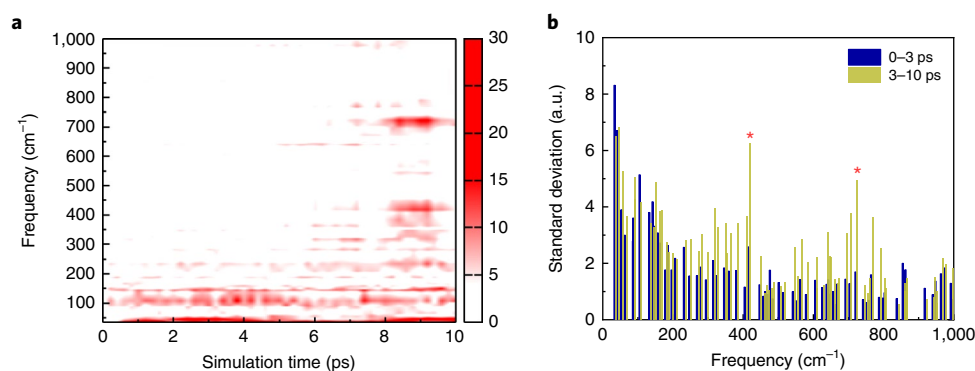 a
1,000
900
800
700
600
500
400
300
200
100
Frequency (cm⁻¹)
0 2 4 6 8 10
Simulation time (ps)
30
25
20
15
10
5
0
b
10
8
6
4
2
0
Standard deviation (a.u.)
0–3 ps
3–10 ps
*
*
0 200 400 600 800 1,000
Frequency (cm⁻¹)